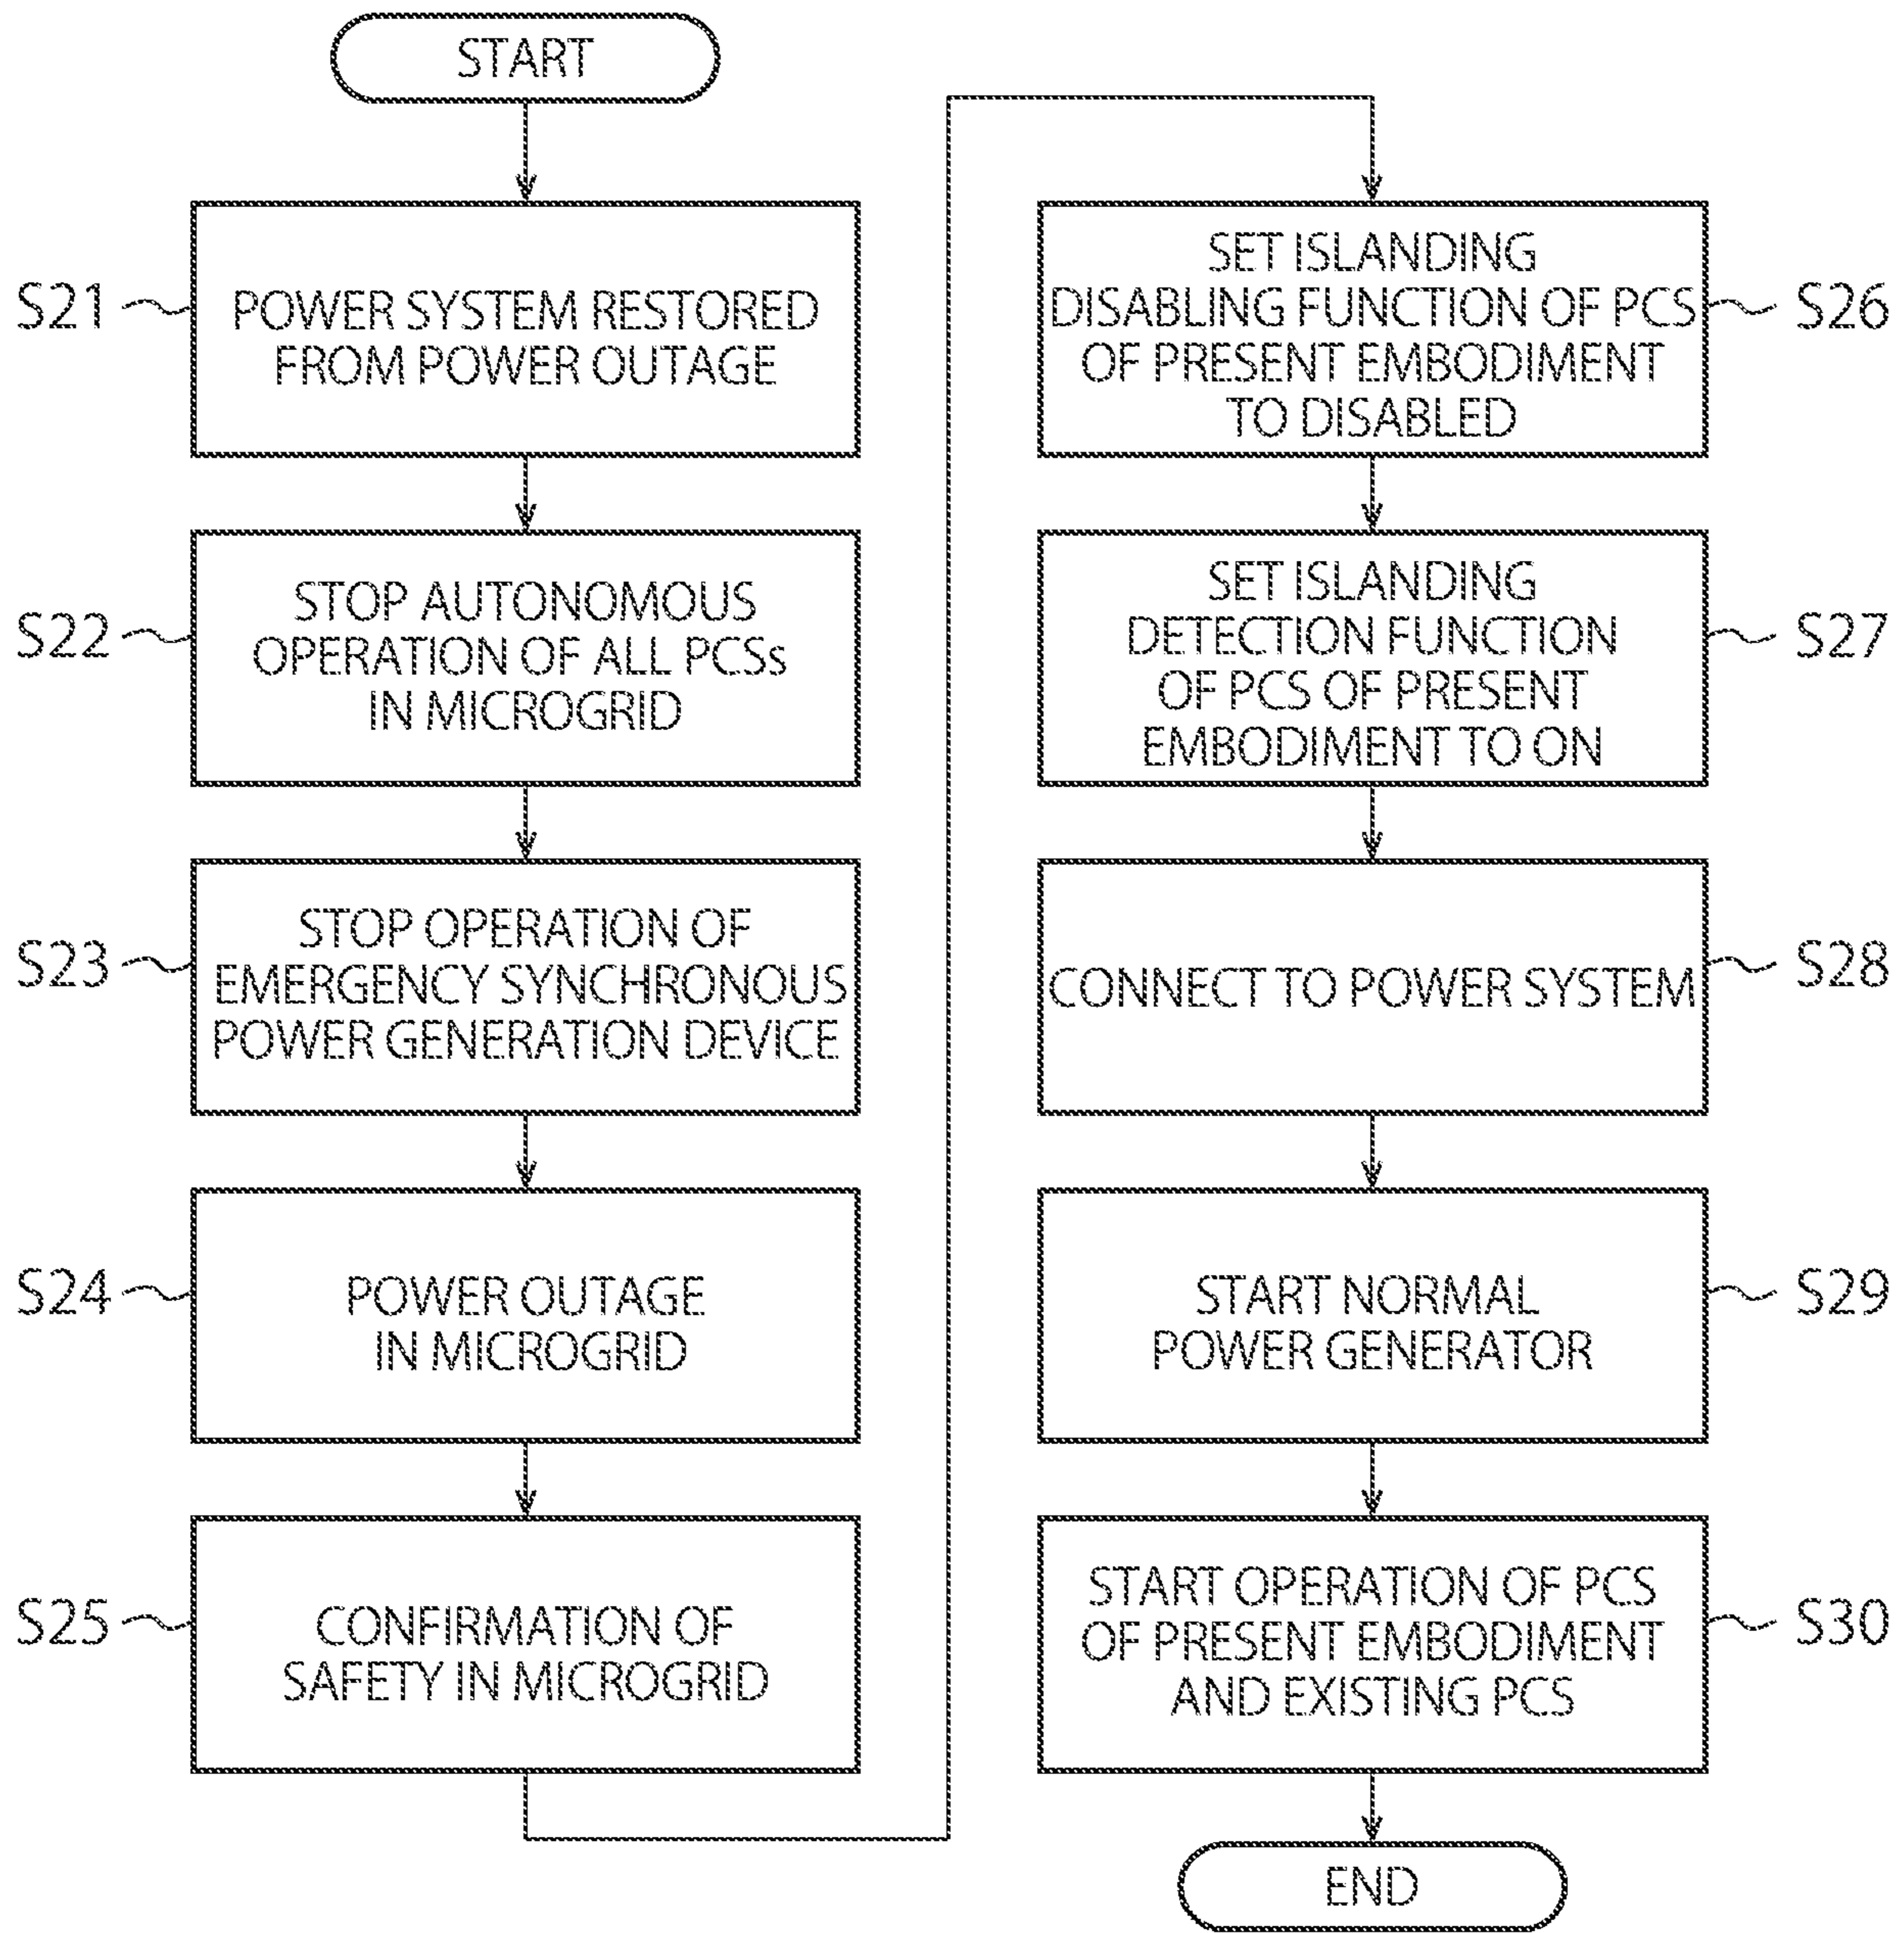 START
S21
POWER SYSTEM RESTORED
FROM POWER OUTAGE
S22
STOP AUTONOMOUS
OPERATION OF ALL PCSs
IN MICROGRID
S23
STOP OPERATION OF
EMERGENCY SYNCHRONOUS
POWER GENERATION DEVICE
S24
POWER OUTAGE
IN MICROGRID
S25
CONFIRMATION OF
SAFETY IN MICROGRID
SET ISLANDING
DISABLING FUNCTION OF PCS
OF PRESENT EMBODIMENT
TO DISABLED
S26
SET ISLANDING
DETECTION FUNCTION
OF PCS OF PRESENT
EMBODIMENT TO ON
S27
CONNECT TO POWER SYSTEM
S28
START NORMAL
POWER GENERATOR
S29
START OPERATION OF PCS
OF PRESENT EMBODIMENT
AND EXISTING PCS
S30
END